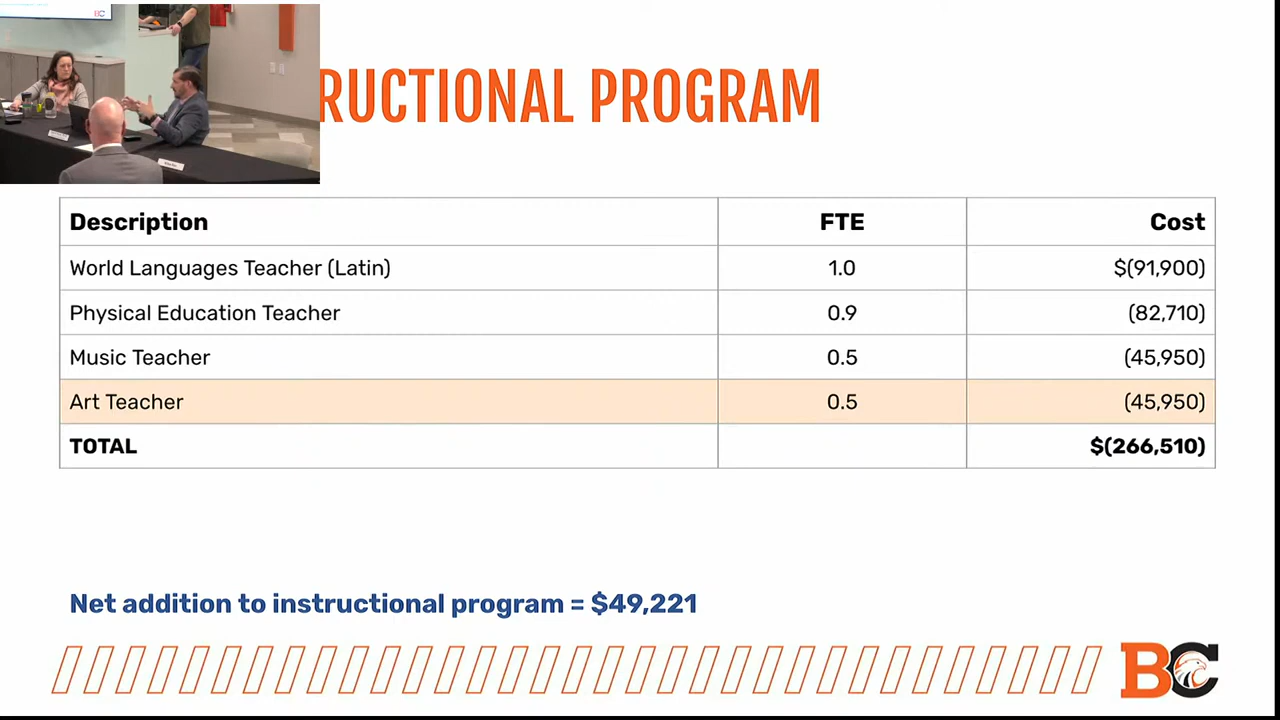 RUCTIONAL PROGRAM
Description FTE Cost
World Languages Teacher (Latin) 1.0 $(91,900)
Physical Education Teacher 0.9 (82,710)
Music Teacher 0.5 (45,950)
Art Teacher 0.5 (45,950)
TOTAL $(266,510)
Net addition to instructional program = $49,221
BC